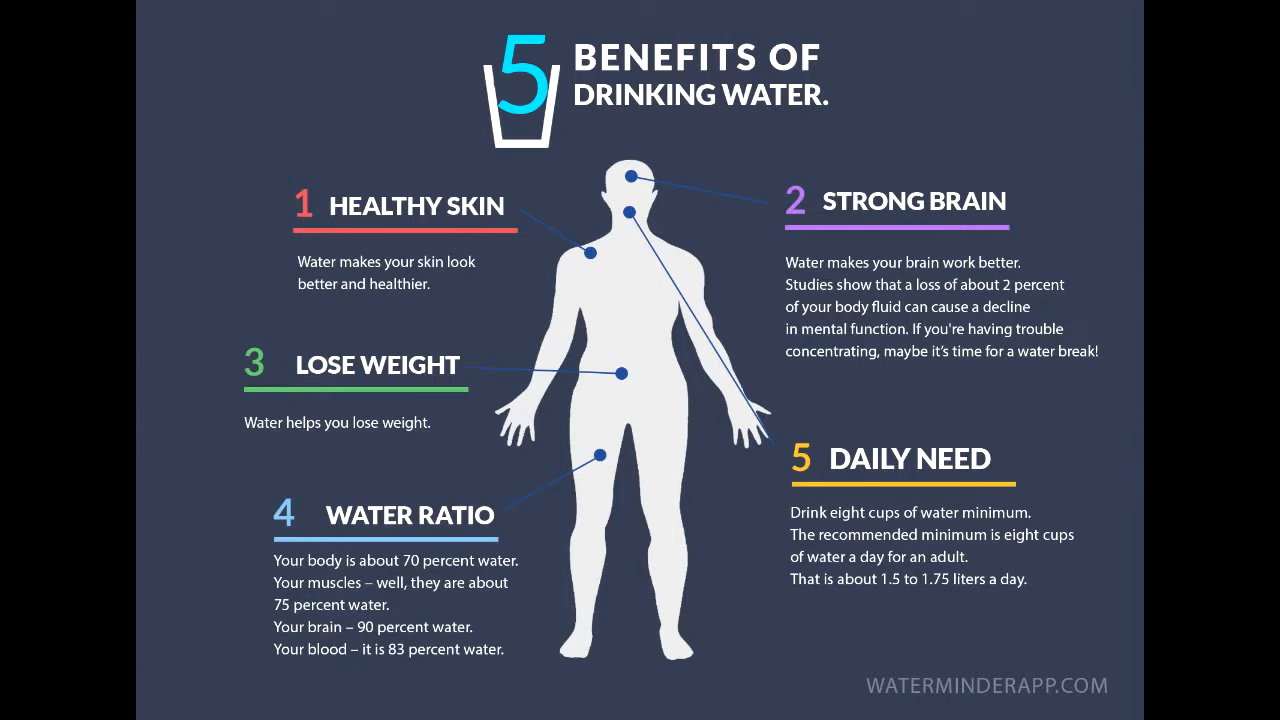 5 BENEFITS OF
DRINKING WATER.
1 HEALTHY SKIN
Water makes your skin look
better and healthier.
2 STRONG BRAIN
Water makes your brain work better.
Studies show that a loss of about 2 percent
of your body fluid can cause a decline
in mental function. If you're having trouble
concentrating, maybe it's time for a water break!
3 LOSE WEIGHT
Water helps you lose weight.
4 WATER RATIO
Your body is about 70 percent water.
Your muscles – well, they are about
75 percent water.
Your brain – 90 percent water.
Your blood – it is 83 percent water.
5 DAILY NEED
Drink eight cups of water minimum.
The recommended minimum is eight cups
of water a day for an adult.
That is about 1.5 to 1.75 liters a day.
WATERMINDERAPP.COM